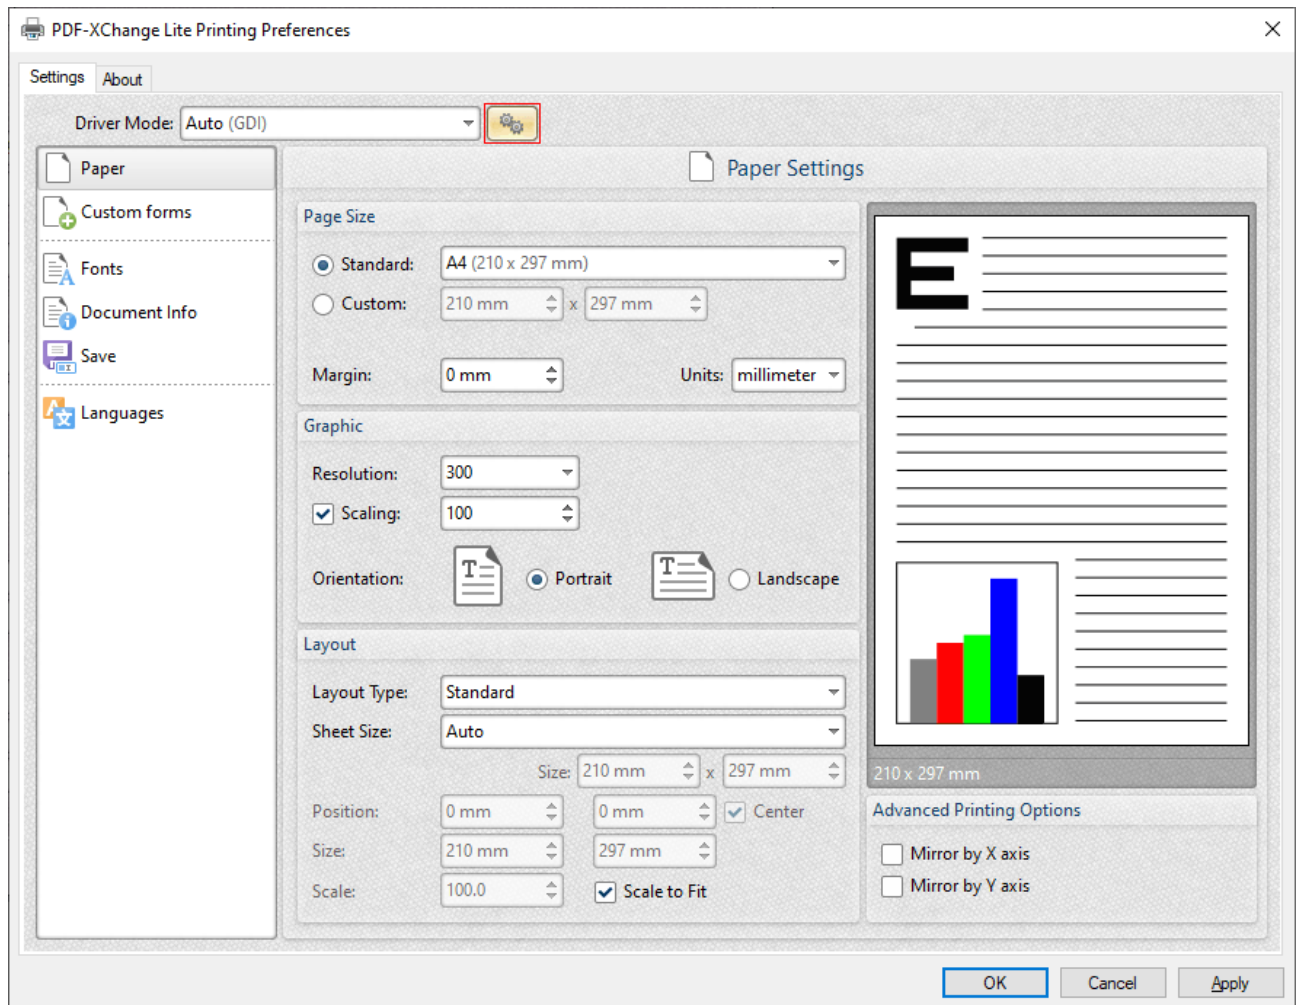 PDF-XChange Lite Printing Preferences
Settings About
Driver Mode: Auto (GDI)
Paper
Custom forms
Fonts
Document Info
Save
Languages
Paper Settings
Page Size
Standard: A4 (210 x 297 mm)
Custom: 210 mm x 297 mm
Margin: 0 mm Units: millimeter
Graphic
Resolution: 300
Scaling: 100
Orientation: T Portrait T Landscape
Layout
Layout Type: Standard
Sheet Size: Auto
Size: 210 mm x 297 mm
Position: 0 mm 0 mm Center
Size: 210 mm 297 mm
Scale: 100.0 Scale to Fit
E
210 x 297 mm
Advanced Printing Options
Mirror by X axis
Mirror by Y axis
OK Cancel Apply